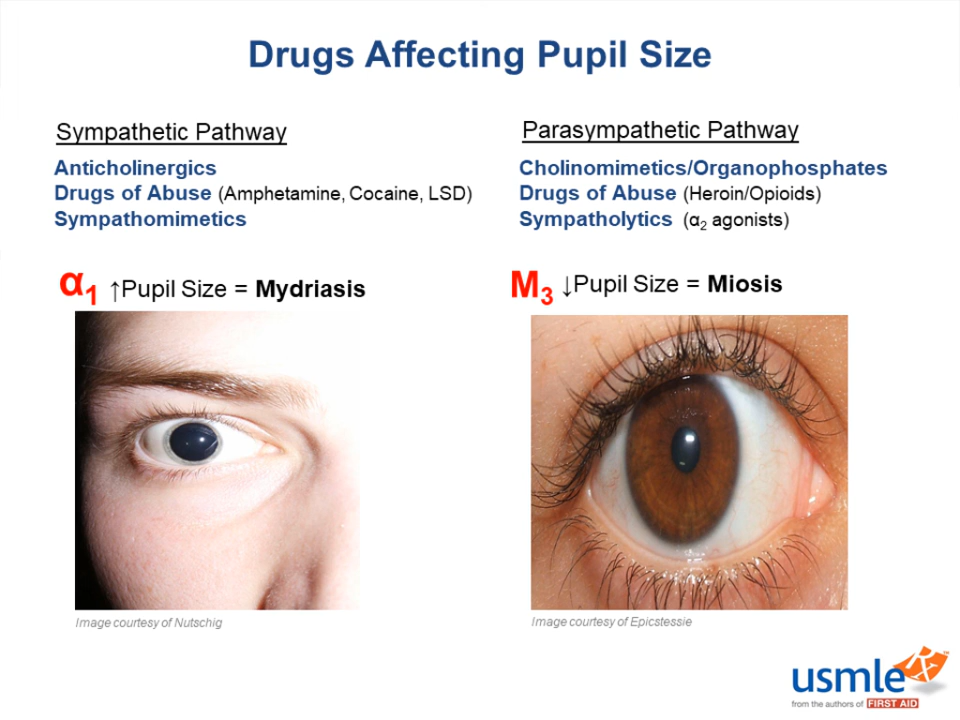 Drugs Affecting Pupil Size
Sympathetic Pathway
Anticholinergics
Drugs of Abuse (Amphetamine, Cocaine, LSD)
Sympathomimetics
α₁ ↑Pupil Size = Mydriasis
Image courtesy of Nutschig
Parasympathetic Pathway
Cholinomimetics/Organophosphates
Drugs of Abuse (Heroin/Opioids)
Sympatholytics (α₂ agonists)
M₃ ↓Pupil Size = Miosis
Image courtesy of Epicstessie
usmle Rx™
from the authors of FIRST AID